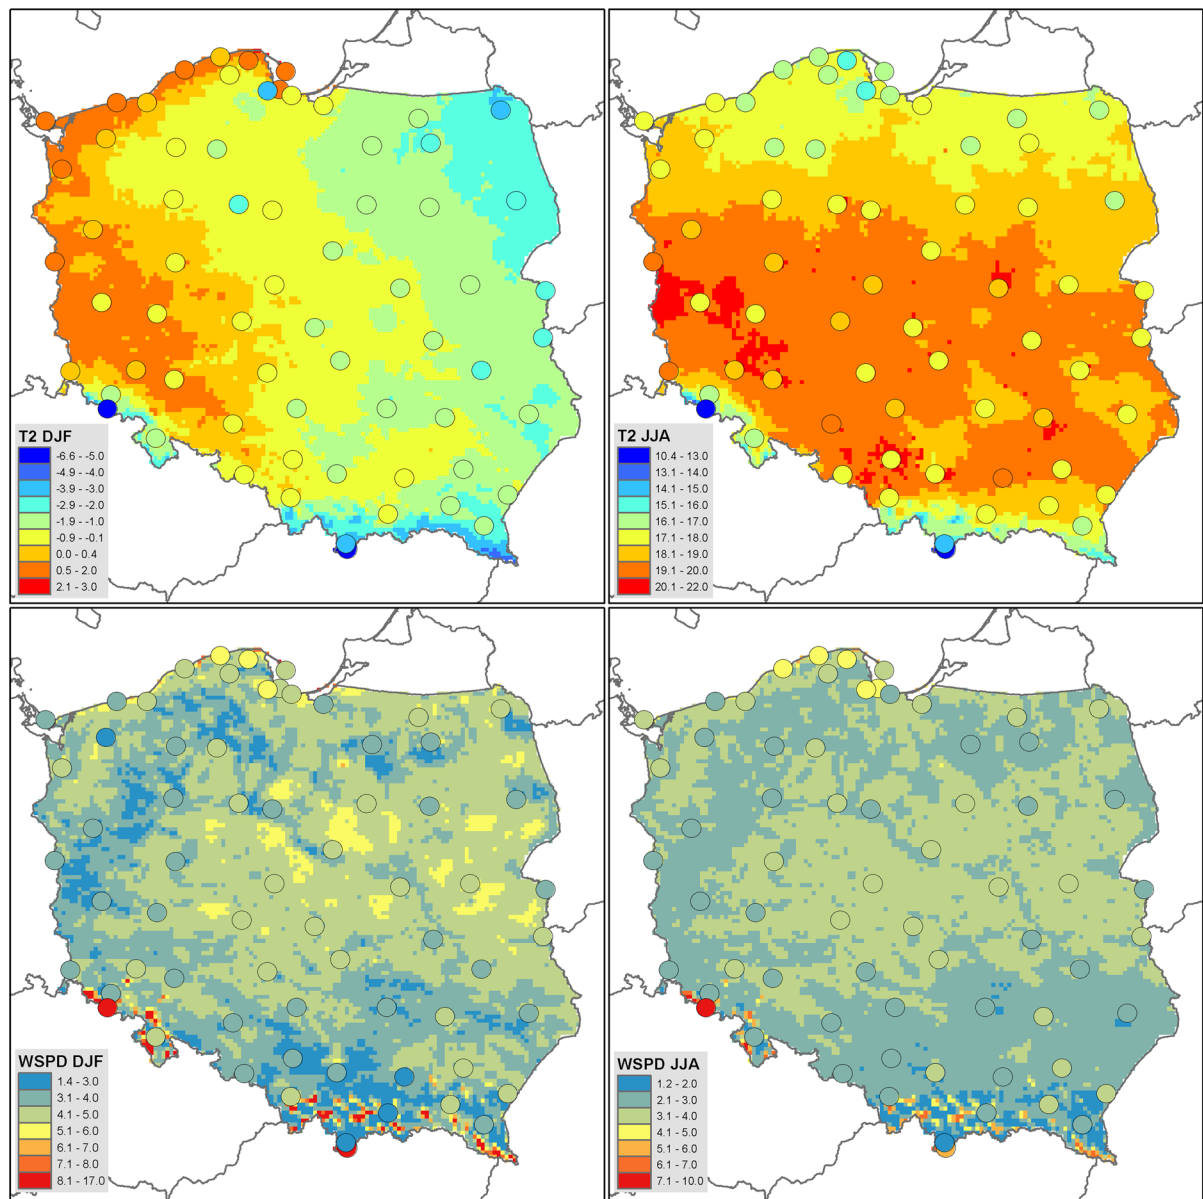 T2 DJF
-6.6 - -5.0
-4.9 - -4.0
-3.9 - -3.0
-2.9 - -2.0
-1.9 - -1.0
-0.9 - -0.1
0.0 - 0.4
0.5 - 2.0
2.1 - 3.0
T2 JJA
10.4 - 13.0
13.1 - 14.0
14.1 - 15.0
15.1 - 16.0
16.1 - 17.0
17.1 - 18.0
18.1 - 19.0
19.1 - 20.0
20.1 - 22.0
WSPD DJF
1.4 - 3.0
3.1 - 4.0
4.1 - 5.0
5.1 - 6.0
6.1 - 7.0
7.1 - 8.0
8.1 - 17.0
WSPD JJA
1.2 - 2.0
2.1 - 3.0
3.1 - 4.0
4.1 - 5.0
5.1 - 6.0
6.1 - 7.0
7.1 - 10.0